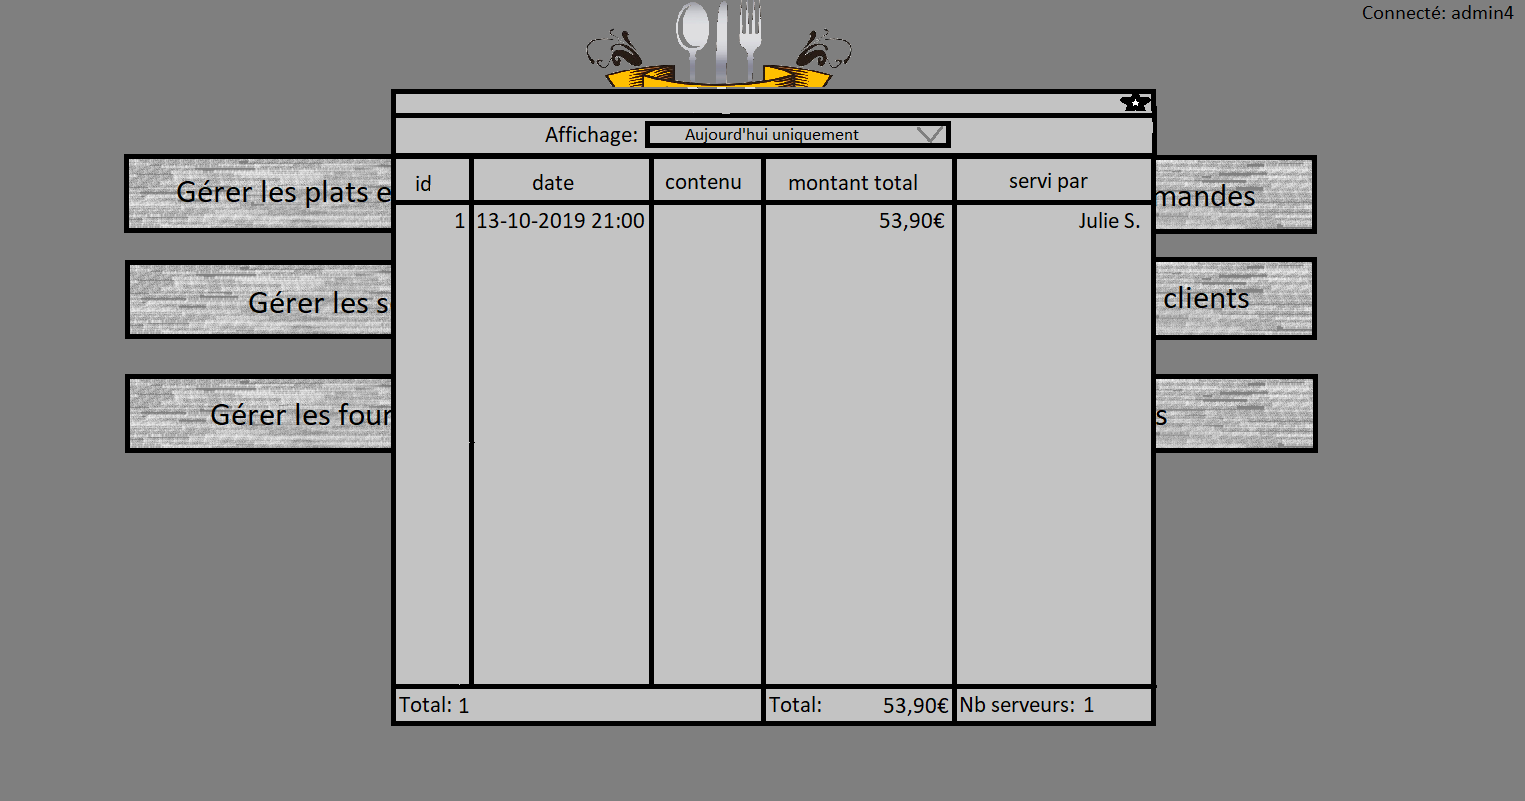 Connecté: admin4
Affichage: Aujourd'hui uniquement
Gérer les plats e
mandes
id date contenu montant total servi par
1 13-10-2019 21:00 53,90€ Julie S.
Gérer les s
clients
Gérer les four
s
Total: 1 Total: 53,90€ Nb serveurs: 1